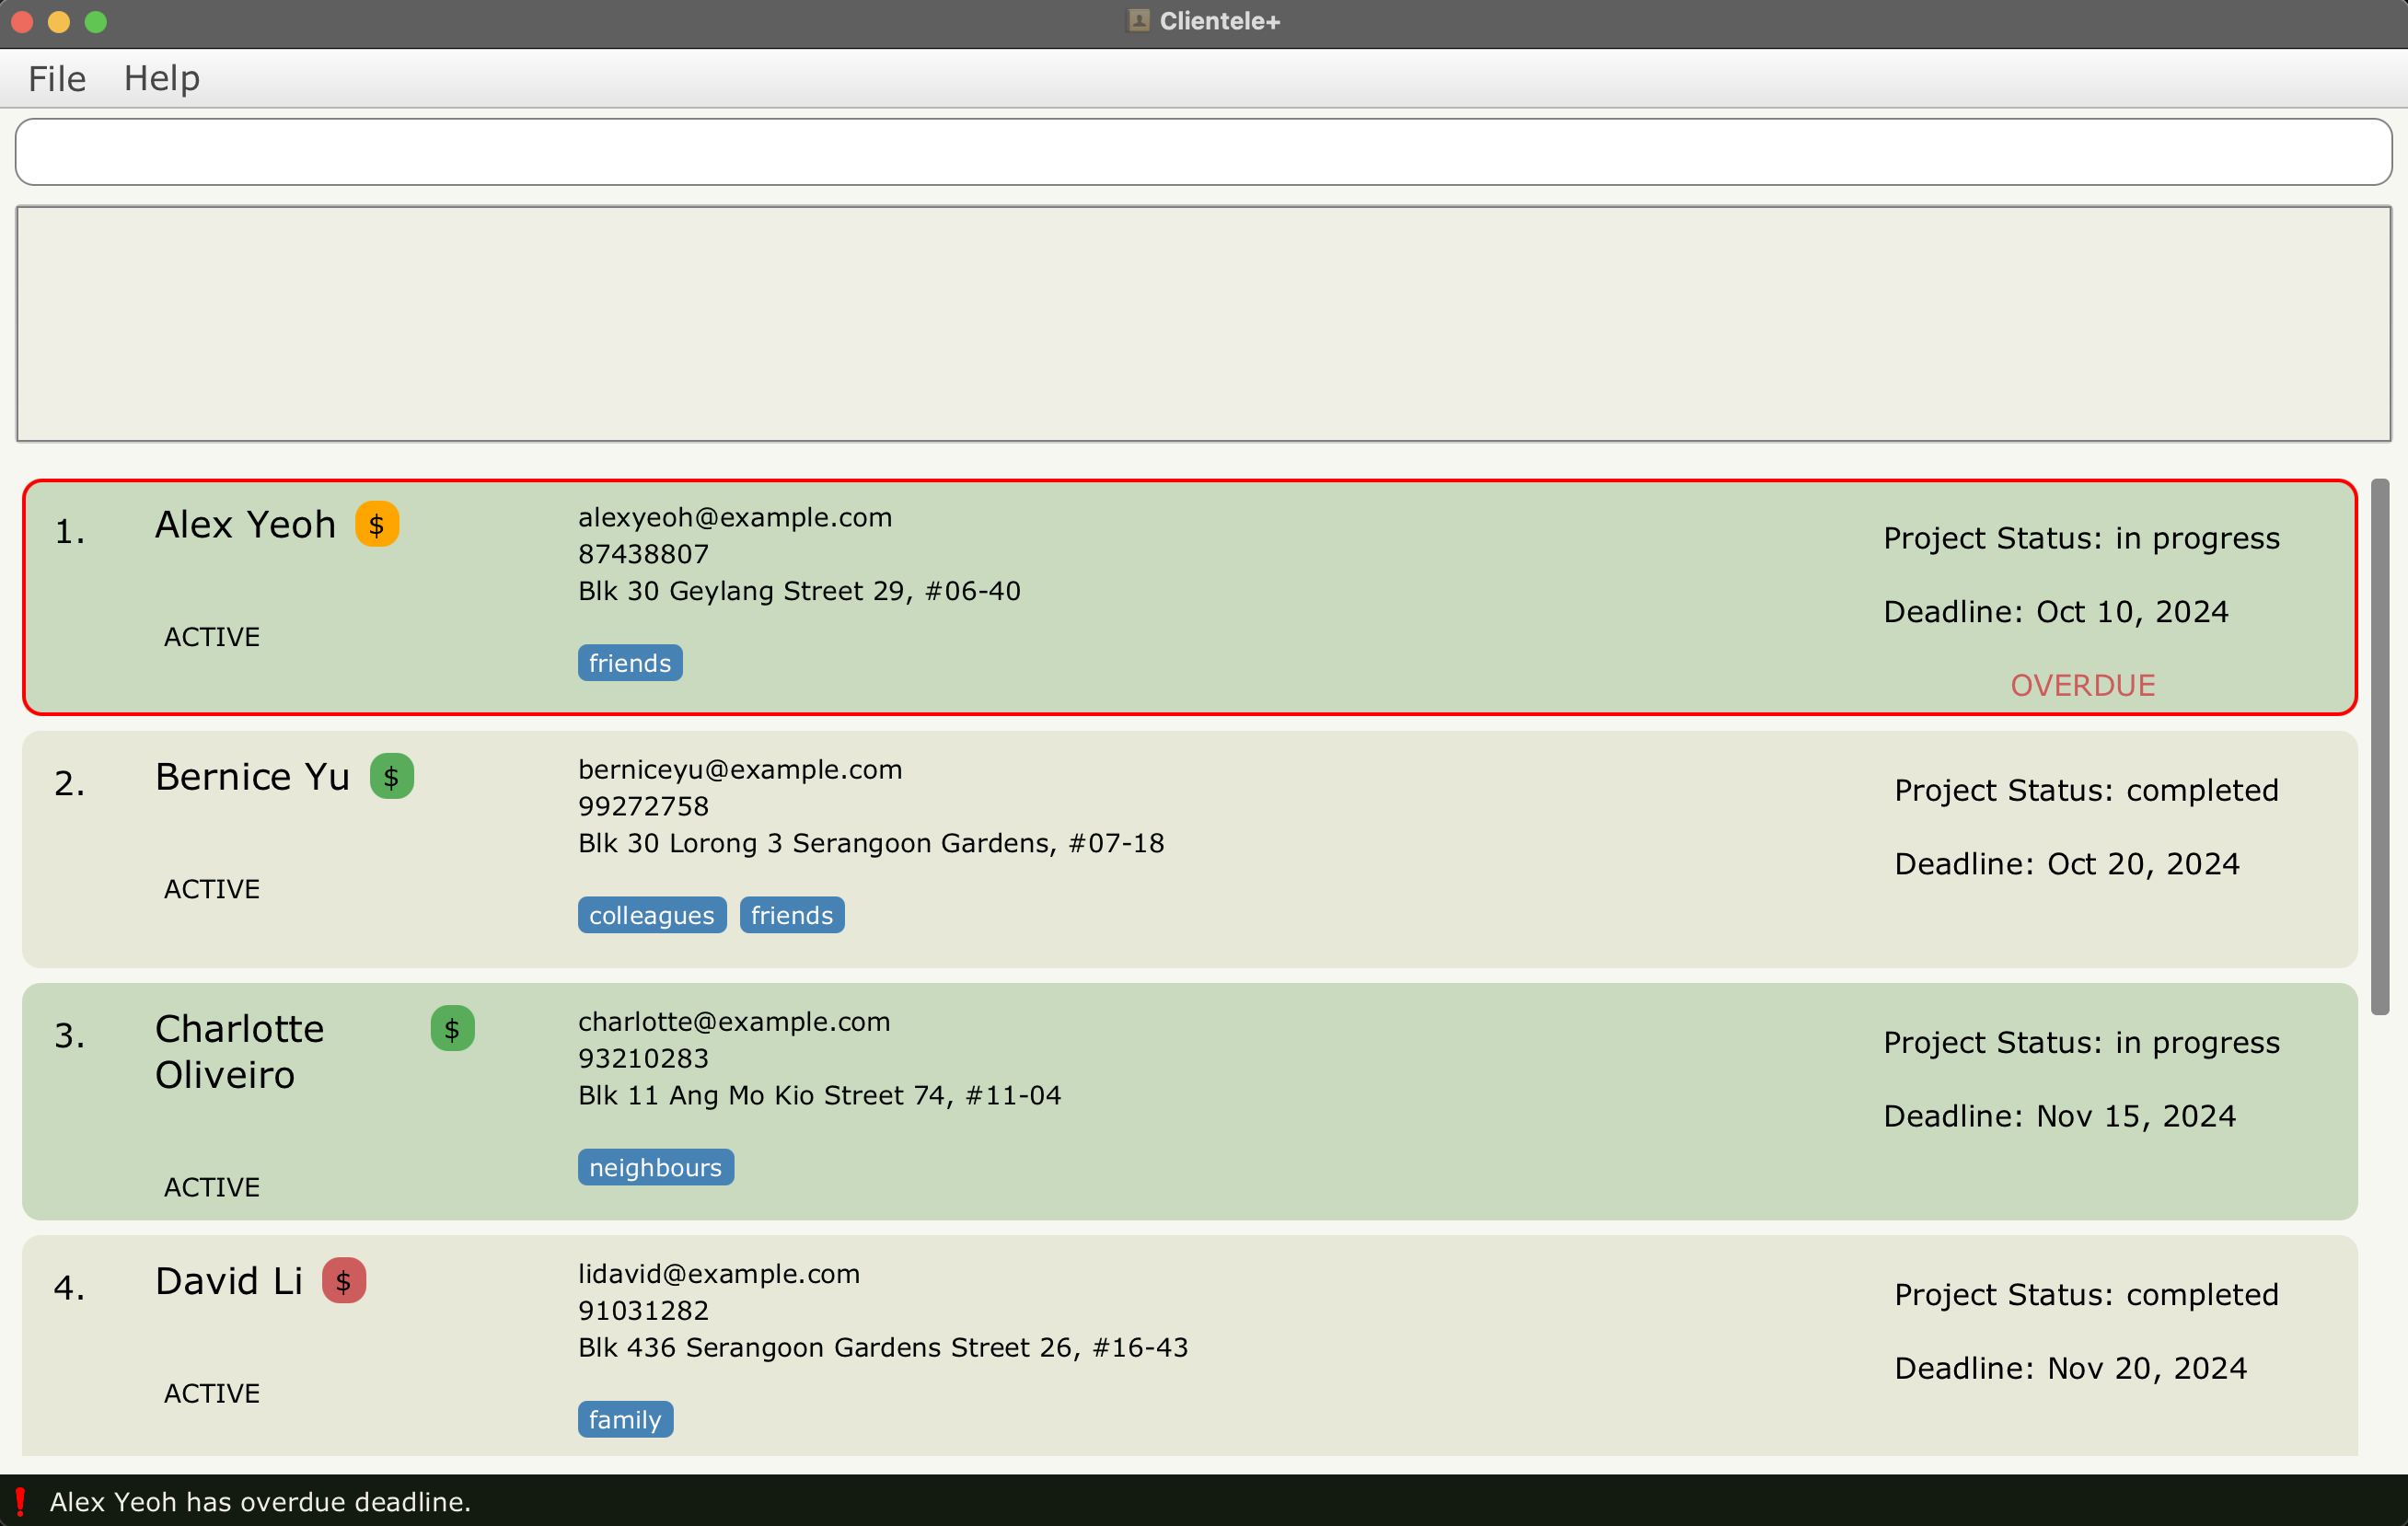 Clientele+
File Help
1. Alex Yeoh $
ACTIVE
alexyeoh@example.com
87438807
Blk 30 Geylang Street 29, #06-40
friends
Project Status: in progress
Deadline: Oct 10, 2024
OVERDUE
2. Bernice Yu $
ACTIVE
berniceyu@example.com
99272758
Blk 30 Lorong 3 Serangoon Gardens, #07-18
colleagues friends
Project Status: completed
Deadline: Oct 20, 2024
3. Charlotte $
Oliveiro
ACTIVE
charlotte@example.com
93210283
Blk 11 Ang Mo Kio Street 74, #11-04
neighbours
Project Status: in progress
Deadline: Nov 15, 2024
4. David Li $
ACTIVE
lidavid@example.com
91031282
Blk 436 Serangoon Gardens Street 26, #16-43
family
Project Status: completed
Deadline: Nov 20, 2024
❗ Alex Yeoh has overdue deadline.